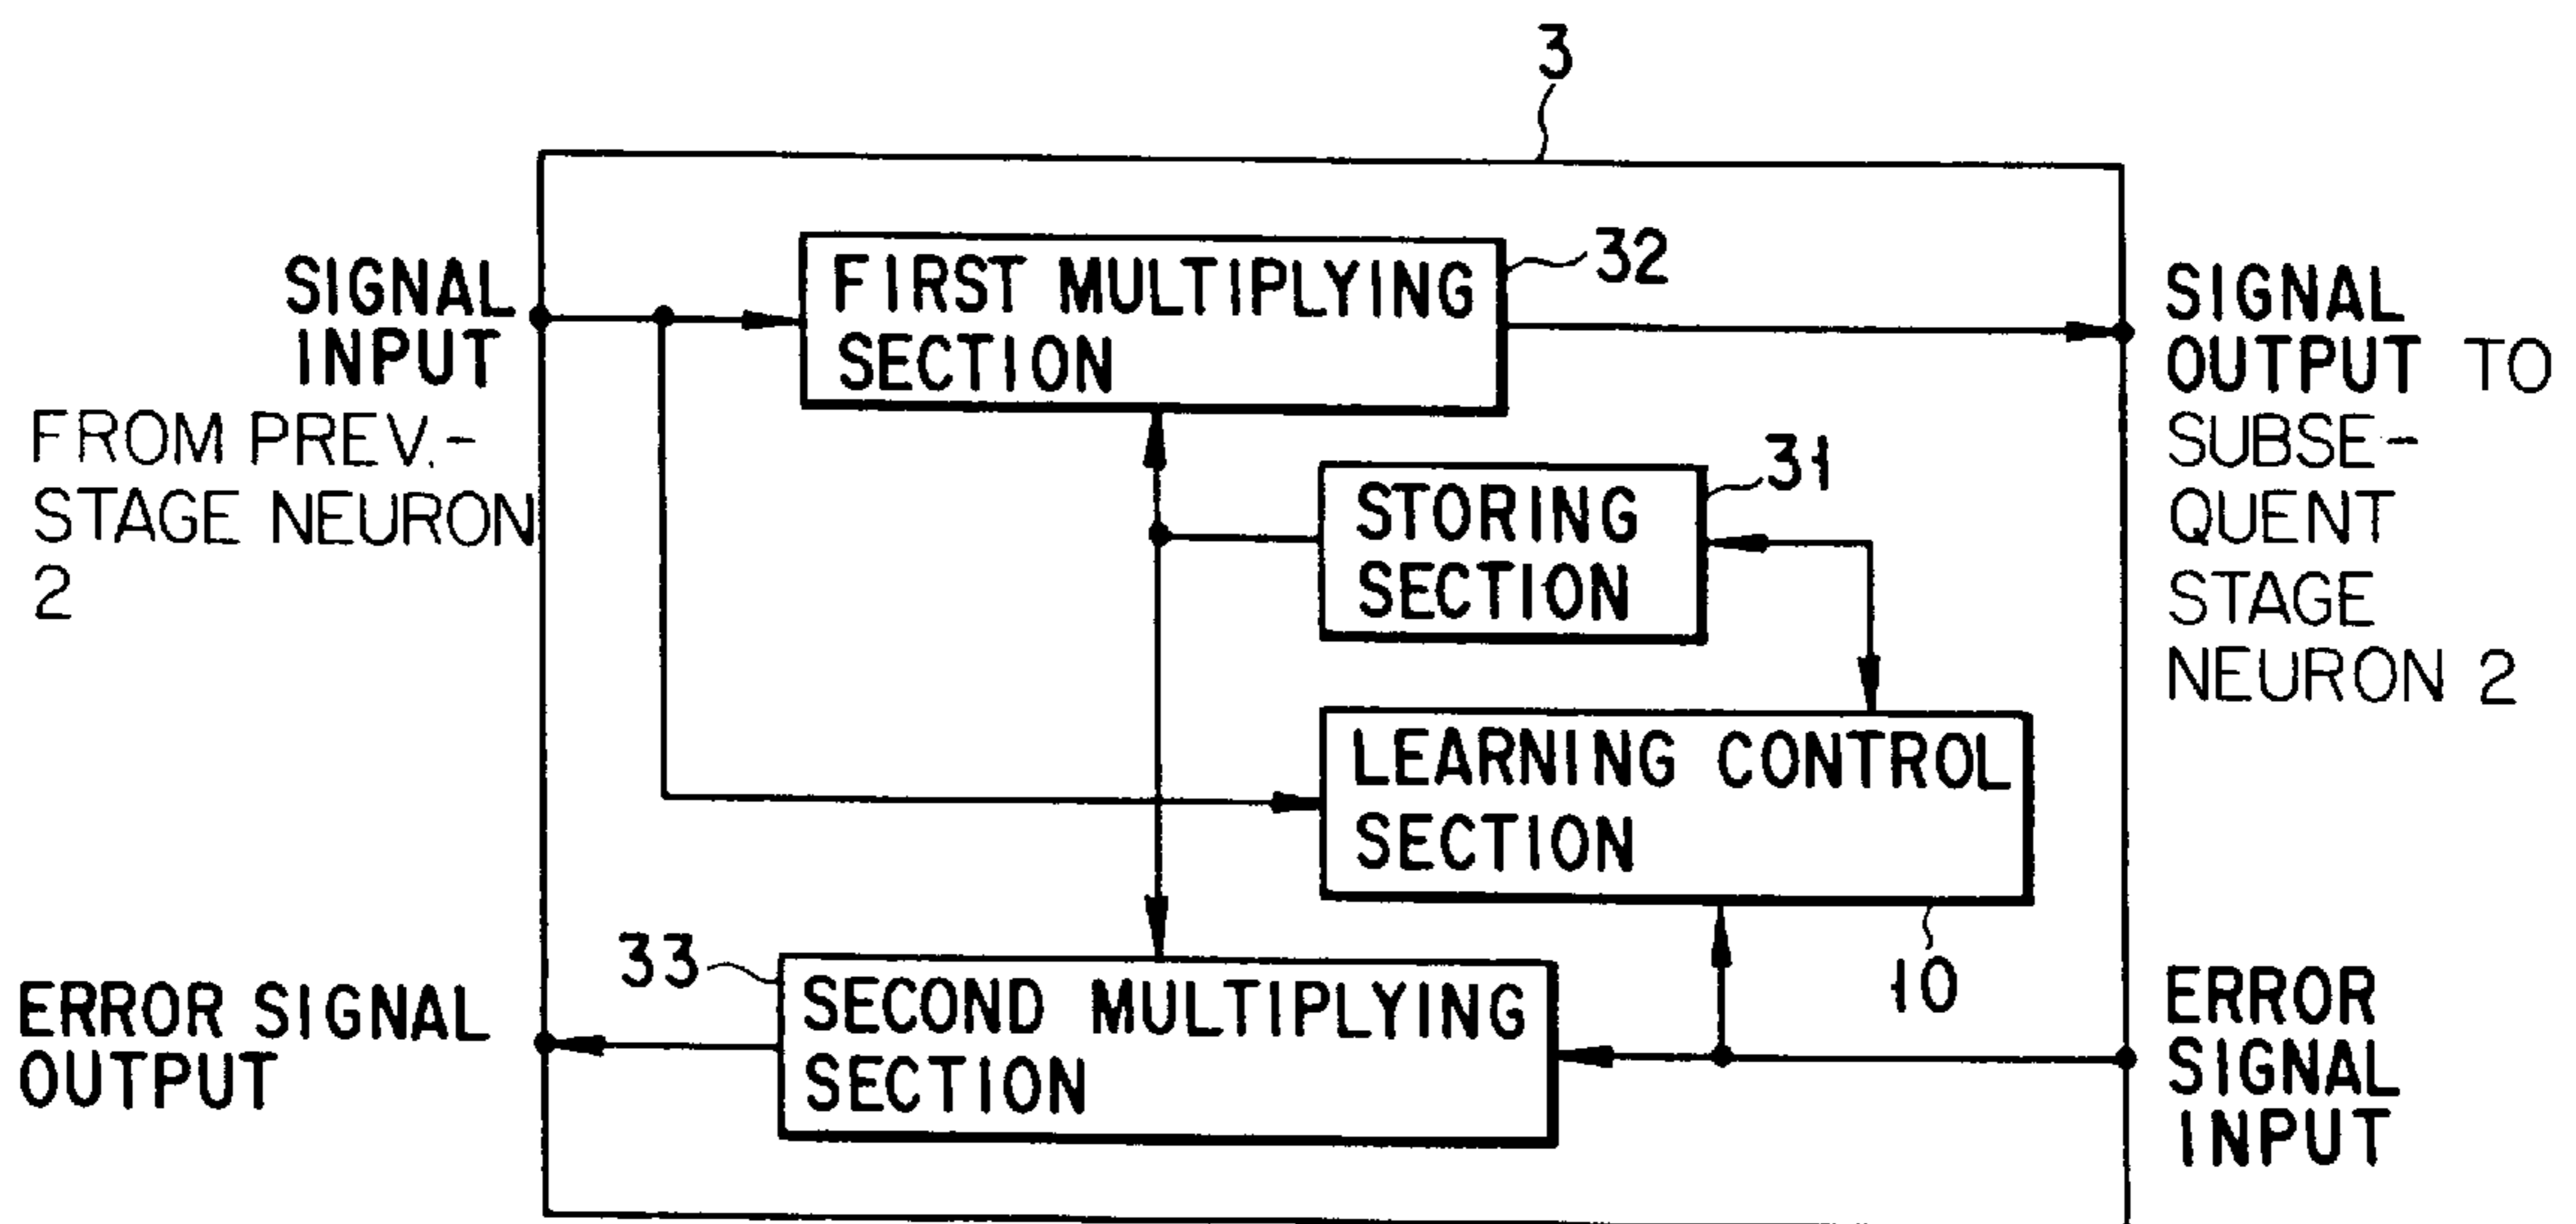 3
SIGNAL
INPUT
FROM PREV.-
STAGE NEURON
2
FIRST MULTIPLYING
SECTION
32
SIGNAL
OUTPUT TO
SUBSE-
QUENT
STAGE
NEURON 2
STORING
SECTION
31
LEARNING CONTROL
SECTION
10
33
SECOND MULTIPLYING
SECTION
ERROR SIGNAL
OUTPUT
ERROR
SIGNAL
INPUT